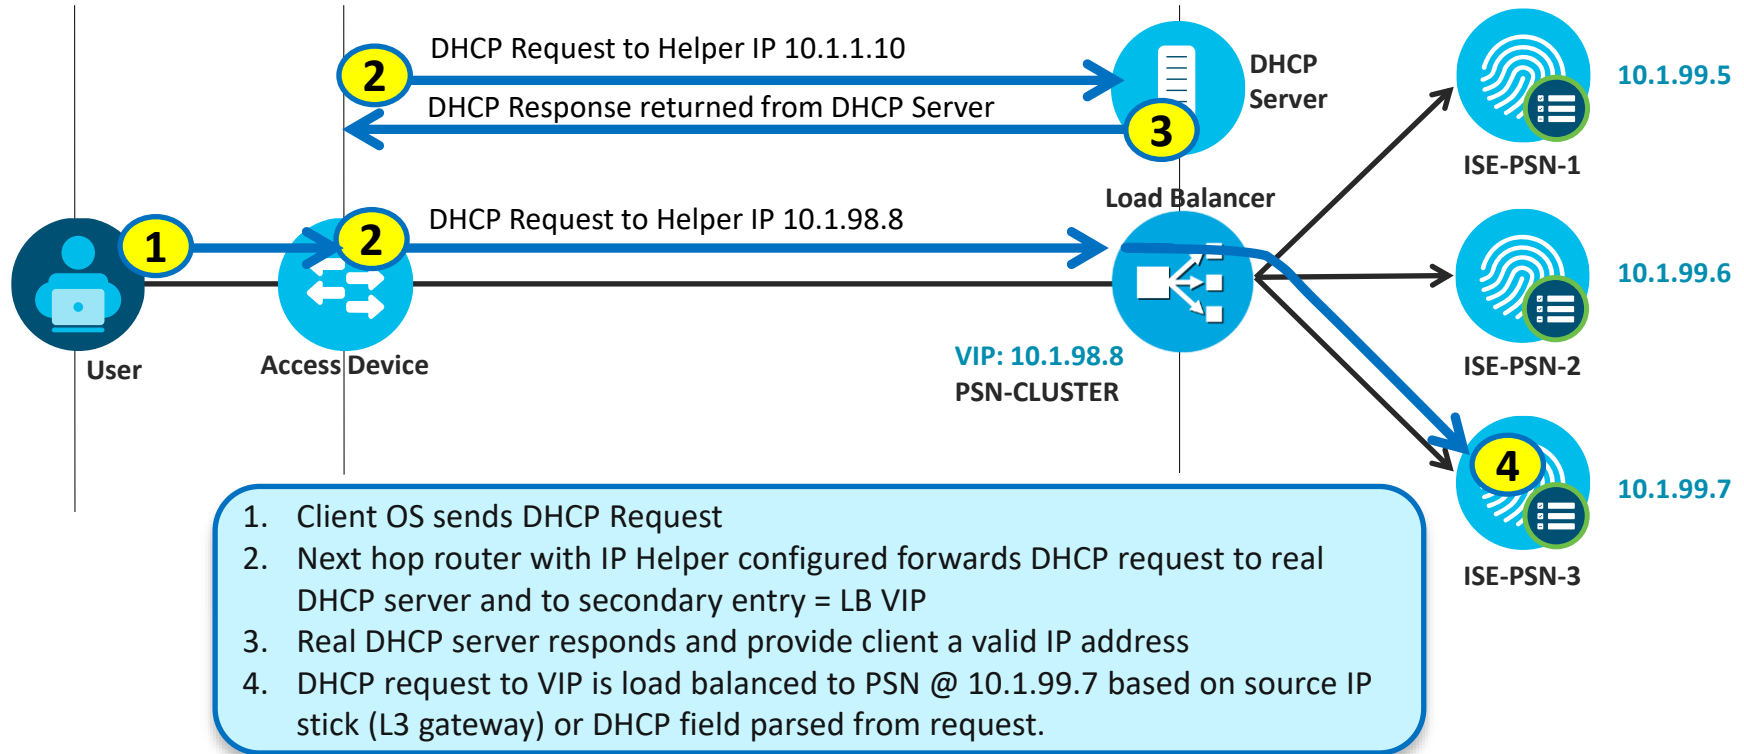 2
DHCP Request to Helper IP 10.1.1.10
DHCP Response returned from DHCP Server
3
DHCP
Server
10.1.99.5
ISE-PSN-1
Load Balancer
1
2
DHCP Request to Helper IP 10.1.98.8
10.1.99.6
User
Access Device
VIP: 10.1.98.8
PSN-CLUSTER
ISE-PSN-2
4
10.1.99.7
ISE-PSN-3
1. Client OS sends DHCP Request
2. Next hop router with IP Helper configured forwards DHCP request to real
DHCP server and to secondary entry = LB VIP
3. Real DHCP server responds and provide client a valid IP address
4. DHCP request to VIP is load balanced to PSN @ 10.1.99.7 based on source IP
stick (L3 gateway) or DHCP field parsed from request.